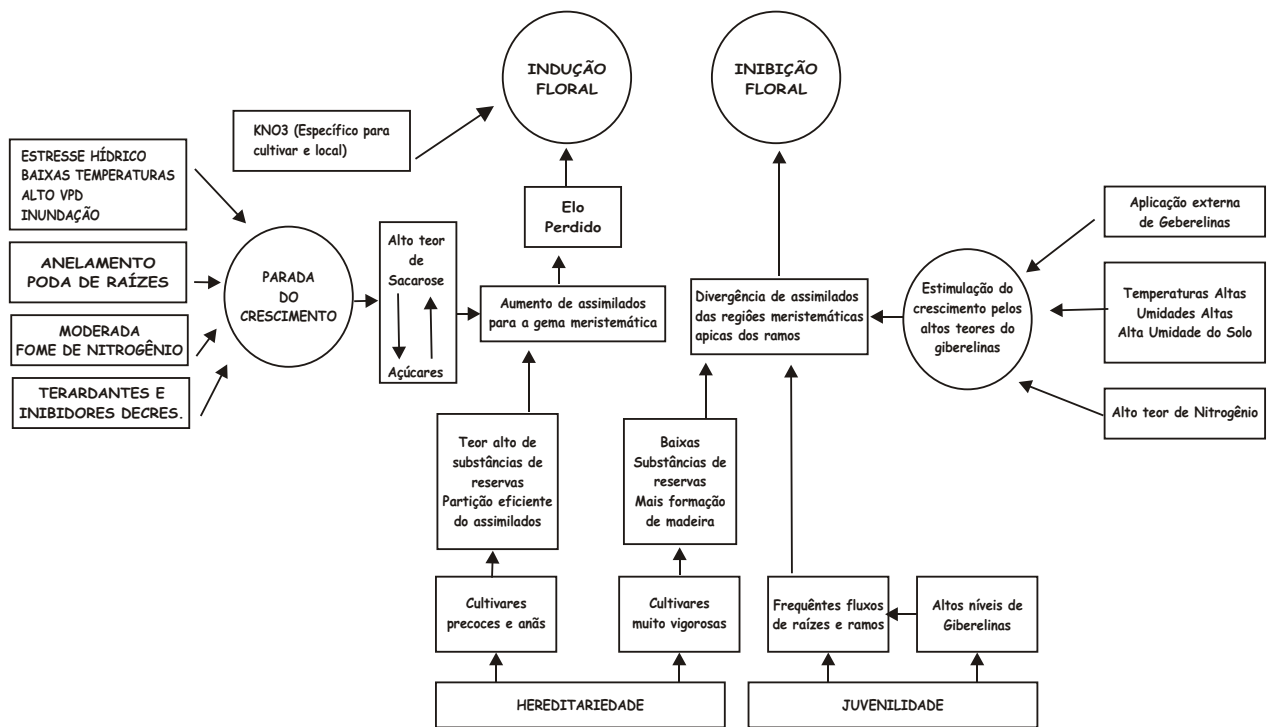 INDUÇÃO
FLORAL
INIBIÇÃO
FLORAL
KNO3 (Específico para
cultivar e local)
ESTRESSE HÍDRICO
BAIXAS TEMPERATURAS
ALTO VPD
INUNDAÇÃO
ANELAMENTO
PODA DE RAÍZES
MODERADA
FOME DE NITROGÊNIO
TERARDANTES E
INIBIDORES DECRES.
PARADA
DO
CRESCIMENTO
Alto teor
de
Sacarose
Açúcares
Elo
Perdido
Aumento de assimilados
para a gema meristemática
Divergência de assimilados
das regiões meristemáticas
apicas dos ramos
Estimulação do
crescimento pelos
altos teores do
giberelinas
Aplicação externa
de Geberelinas
Temperaturas Altas
Umidades Altas
Alta Umidade do Solo
Alto teor de Nitrogênio
Teor alto de
substâncias de
reservas
Partição eficiente
do assimilados
Baixas
Substâncias de
reservas
Mais formação
de madeira
Cultivares
precoces e anãs
Cultivares
muito vigorosas
Frequêntes fluxos
de raízes e ramos
Altos níveis de
Giberelinas
HEREDITARIEDADE
JUVENILIDADE